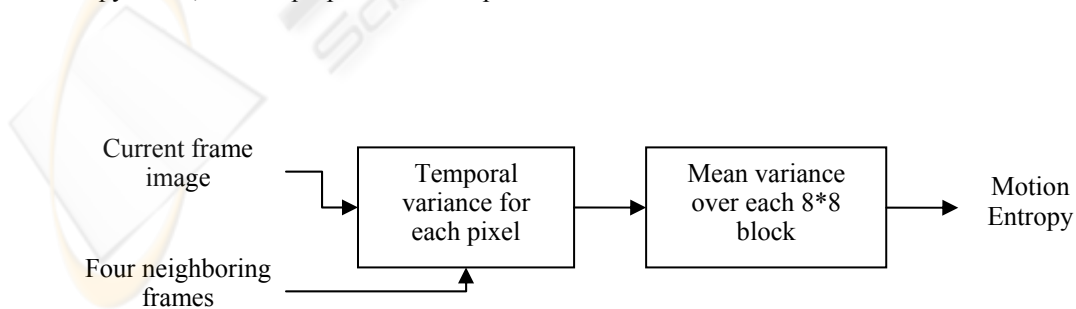 Current frame
image
Temporal
variance for
each pixel
Mean variance
over each 8*8
block
Motion
Entropy
Four neighboring
frames